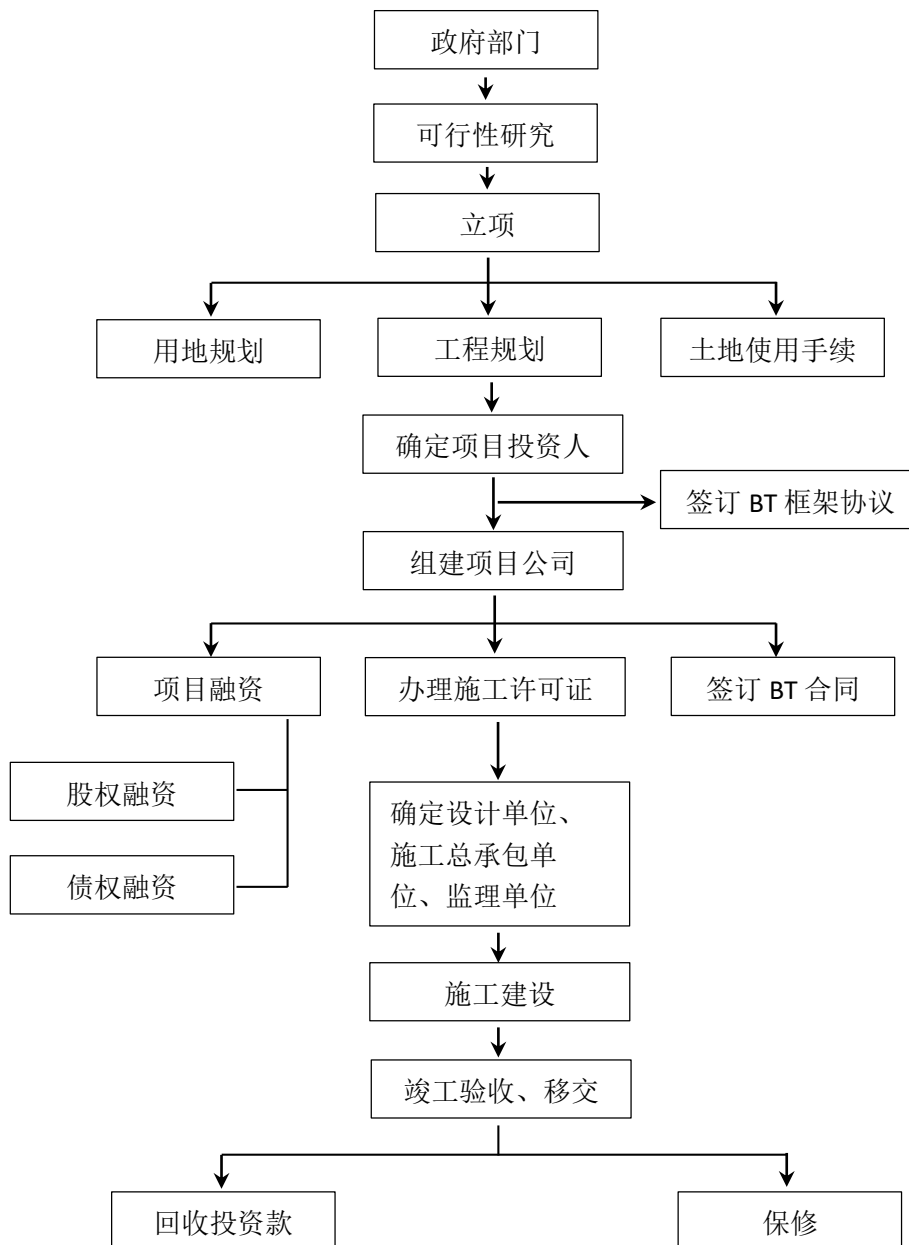 政府部门
可行性研究
立项
用地规划
工程规划
土地使用手续
确定项目投资人
签订 BT 框架协议
组建项目公司
项目融资
办理施工许可证
签订 BT 合同
股权融资
确定设计单位、
施工总承包单
位、监理单位
债权融资
施工建设
竣工验收、移交
回收投资款
保修